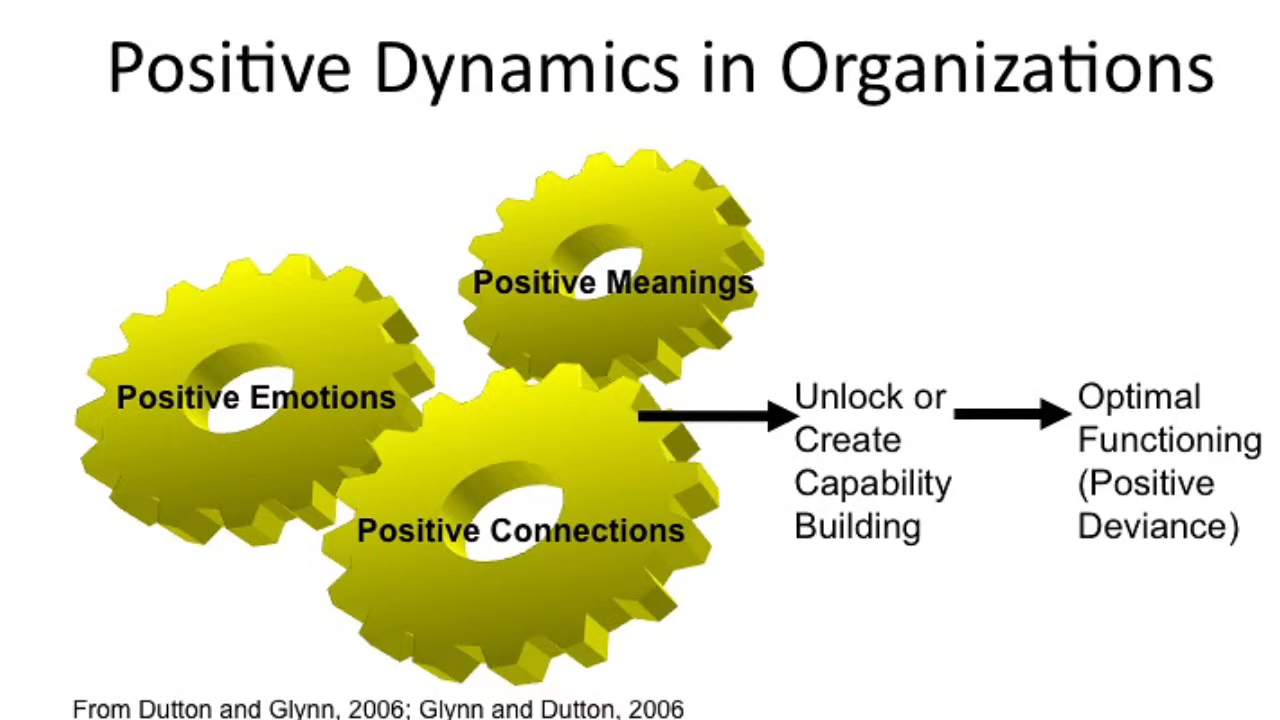 Positive Dynamics in Organizations
Positive Meanings
Positive Emotions
Positive Connections
Unlock or
Create
Capability
Building
Optimal
Functioning
(Positive
Deviance)
From Dutton and Glynn, 2006; Glynn and Dutton, 2006